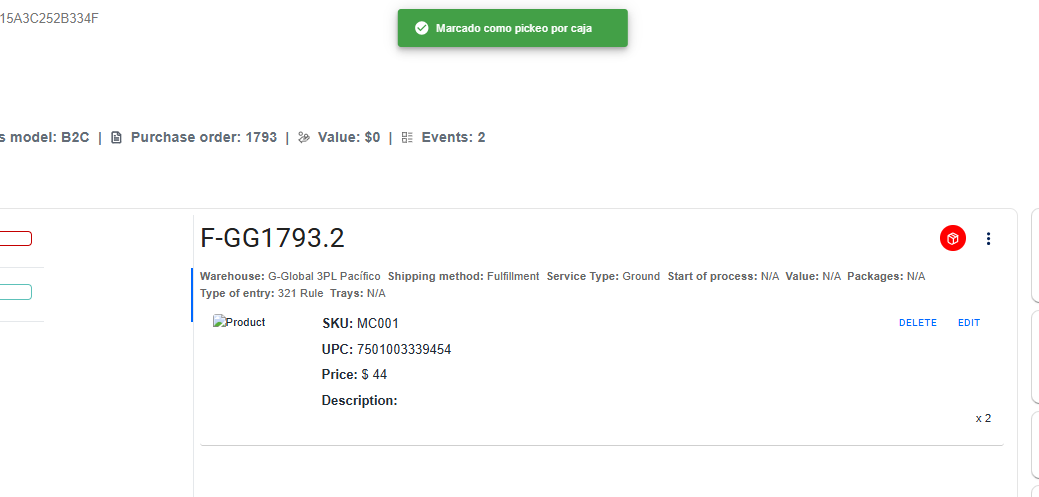 15A3C252B334F
Marcado como pickeo por caja
s model: B2C | Purchase order: 1793 | Value: $0 | Events: 2
F-GG1793.2
Warehouse: G-Global 3PL Pacífico Shipping method: Fulfillment Service Type: Ground Start of process: N/A Value: N/A Packages: N/A
Type of entry: 321 Rule Trays: N/A
Product
SKU: MC001
DELETE EDIT
UPC: 7501003339454
Price: $ 44
Description:
x 2